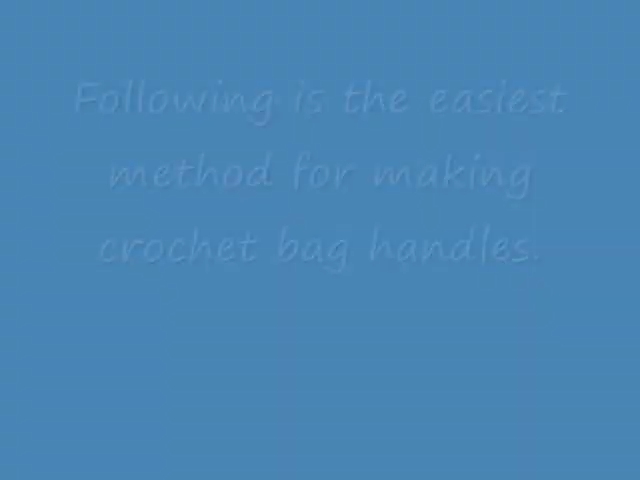 Following is the easiest
method for making
crochet bag handles.